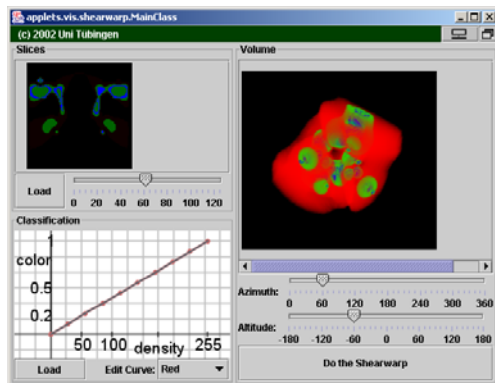 applets.vis.shearwarp.MainClass
(c) 2002 Uni Tübingen
Slices
Load
0 20 40 60 80 100 120
Classification
1
color
0.5
0.2
50 100 density 255
Load Edit Curve: Red
Volume
Azimuth:
0 60 120 180 240 300 360
Altitude:
-180 -120 -60 0 60 120 180
Do the Shearwarp